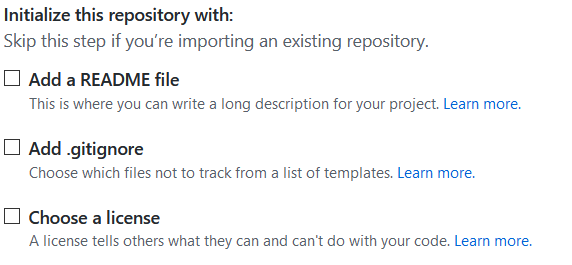 Initialize this repository with:
Skip this step if you’re importing an existing repository.
Add a README file
This is where you can write a long description for your project. Learn more.
Add .gitignore
Choose which files not to track from a list of templates. Learn more.
Choose a license
A license tells others what they can and can't do with your code. Learn more.